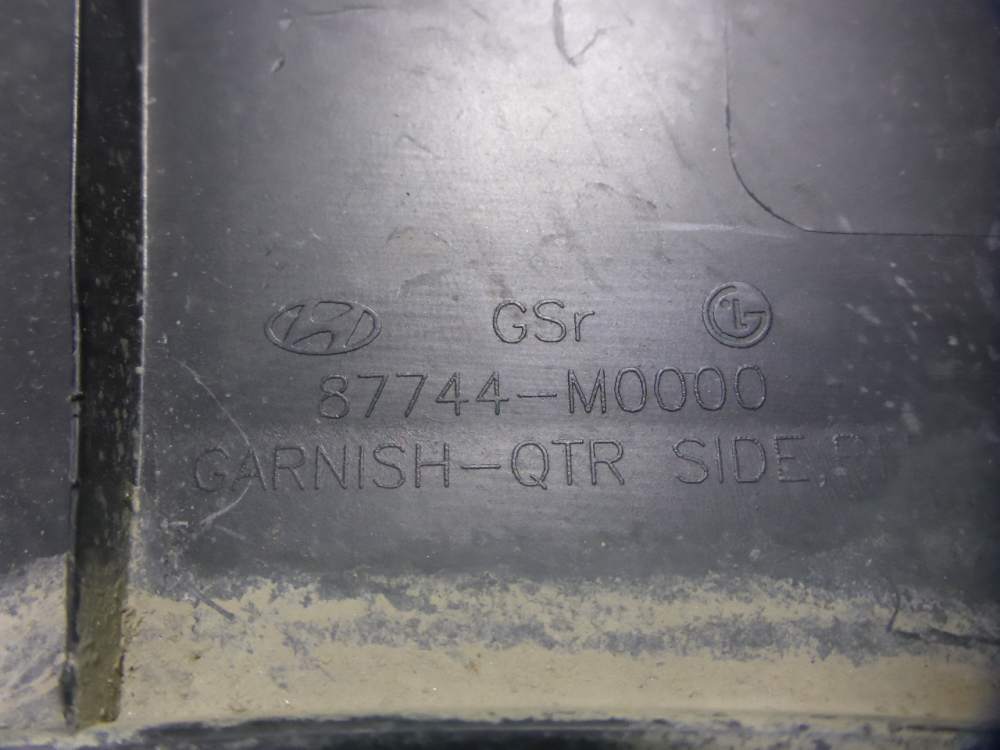 GSr
87744-M0000
GARNISH-QTR SIDE,